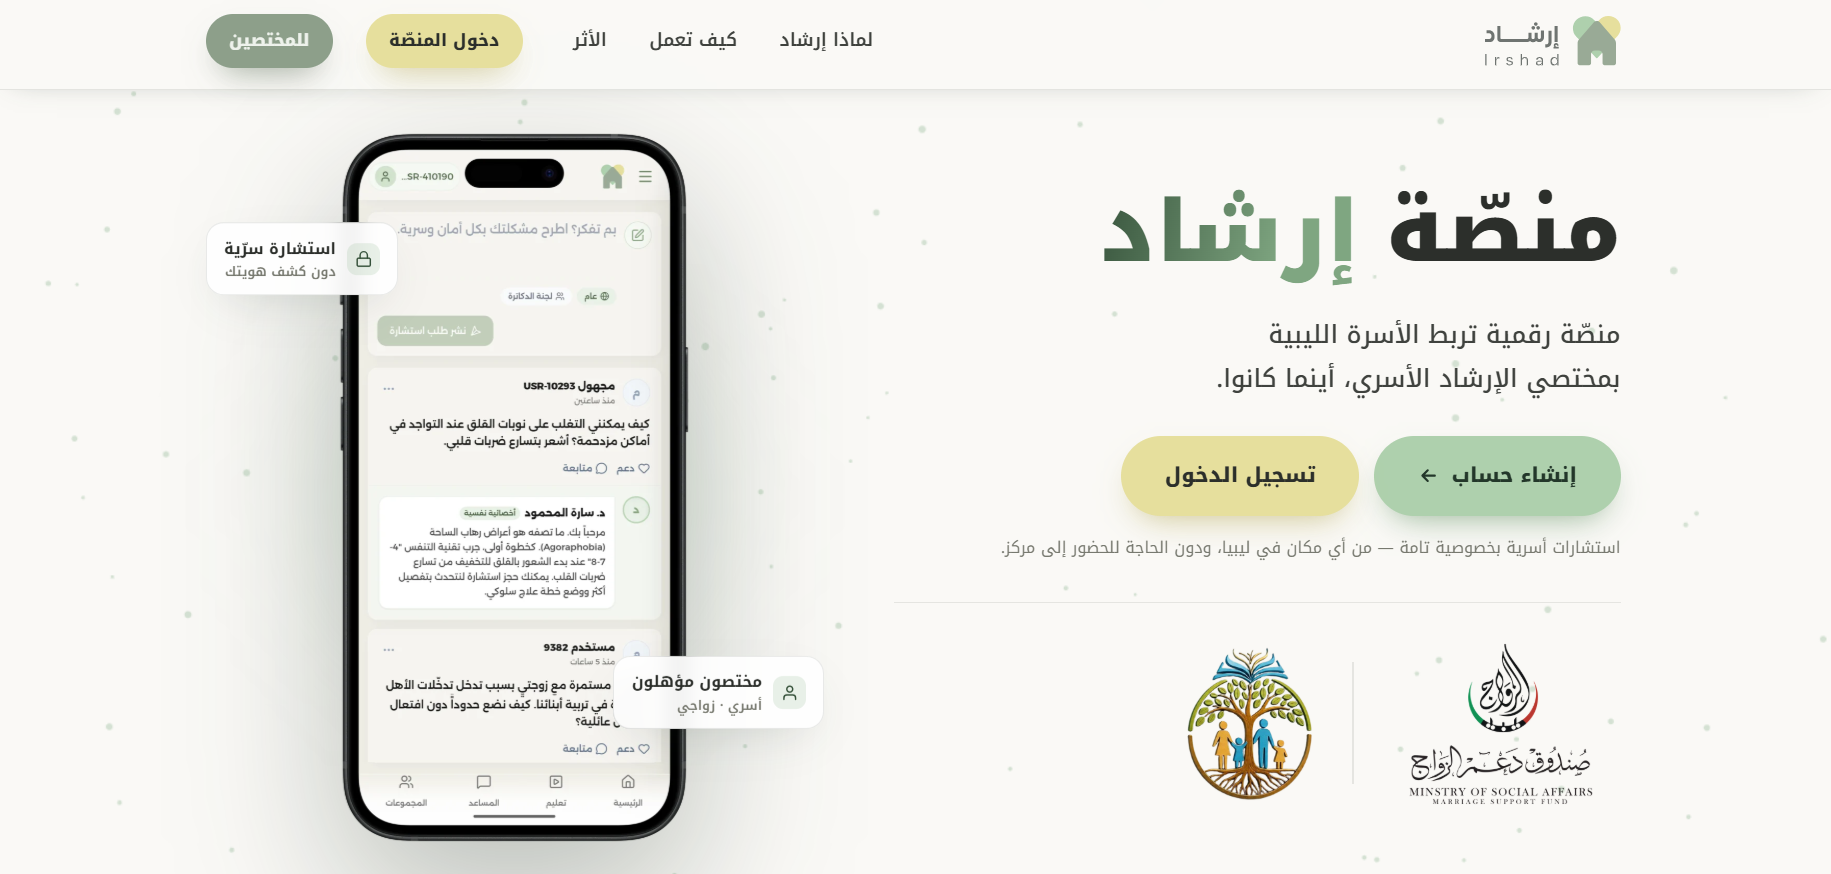 إرشـــاد
Irshad
لماذا إرشاد
كيف تعمل
الأثر
دخول المنصّة
للمختصين
منصّة إرشاد
منصّة رقمية تربط الأسرة الليبية
بمختصي الإرشاد الأسري، أينما كانوا.
إنشاء حساب ←
تسجيل الدخول
استشارات أسرية بخصوصية تامة — من أي مكان في ليبيا، ودون الحاجة للحضور إلى مركز.
الزواج
صندوق دعم الزواج
MINSTRY OF SOCIAL AFFAIRS
MARRIAGE SUPPORT FUND
SR-410190...
بم تفكر؟ اطرح مشكلتك بكل أمان وسرية.
عام
لجنة الدكاترة
نشر طلب استشارة
استشارة سرّية
دون كشف هويتك
مجهول USR-10293
منذ ساعتين
كيف يمكنني التغلب على نوبات القلق عند التواجد في
أماكن مزدحمة؟ أشعر بتسارع ضربات قلبي.
دعم
متابعة
د
د. سارة المحمود
أخصائية نفسية
مرحباً بك، ما تصفه هو أعراض رهاب الساحة
(Agoraphobia). كخطوة أولى، جرب تقنية التنفس "4-
7-8" عند بدء الشعور بالقلق للتخفيف من تسارع
ضربات القلب. يمكنك حجز استشارة لنتحدث بتفصيل
أكثر ووضع خطة علاج سلوكي.
مستخدم 9382
منذ 5 ساعات
مستمرة مع زوجتي بسبب تدخل تدخّلات الأهل
في تربية أبنائنا. كيف نضع حدوداً دون افتعال
عائلية؟
دعم
متابعة
مختصون مؤهلون
أسري · زواجي
الرئيسية
تعليم
المساعد
المجموعات